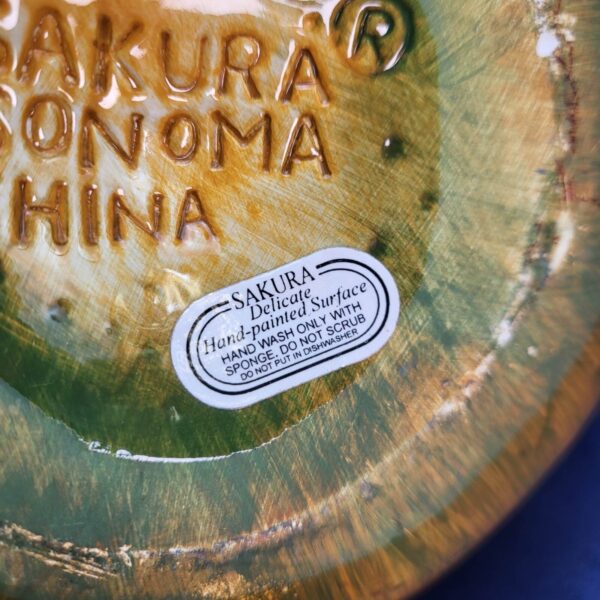 SAKURA®
SONOMA
CHINA
SAKURA
Delicate
Hand-painted Surface
HAND WASH ONLY WITH
SPONGE, DO NOT SCRUB
DO NOT PUT IN DISHWASHER